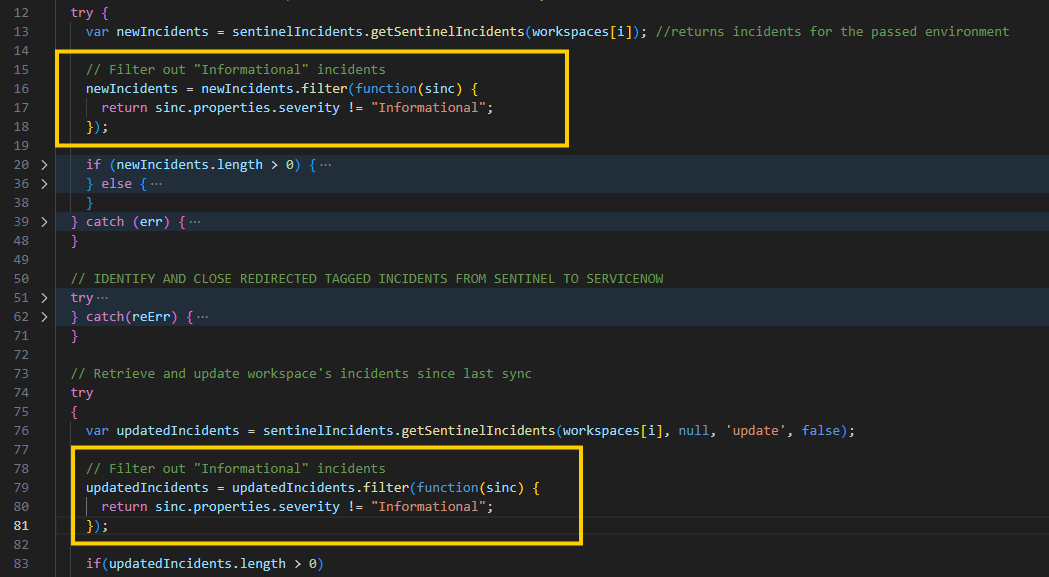 12 try {
13 var newIncidents = sentinelIncidents.getSentinelIncidents(workspaces[i]); //returns incidents for the passed environment
14
15 // Filter out "Informational" incidents
16 newIncidents = newIncidents.filter(function(sinc) {
17 return sinc.properties.severity != "Informational";
18 });
19
20 > if (newIncidents.length > 0) { ···
36 > } else { ···
38 }
39 > } catch (err) { ···
48 }
49
50 // IDENTIFY AND CLOSE REDIRECTED TAGGED INCIDENTS FROM SENTINEL TO SERVICENOW
51 > try ···
62 > } catch(reErr) { ···
71 }
72
73 // Retrieve and update workspace's incidents since last sync
74 try
75 {
76 var updatedIncidents = sentinelIncidents.getSentinelIncidents(workspaces[i], null, 'update', false);
77
78 // Filter out "Informational" incidents
79 updatedIncidents = updatedIncidents.filter(function(sinc) {
80 return sinc.properties.severity != "Informational";
81 });
82
83 if(updatedIncidents.length > 0)